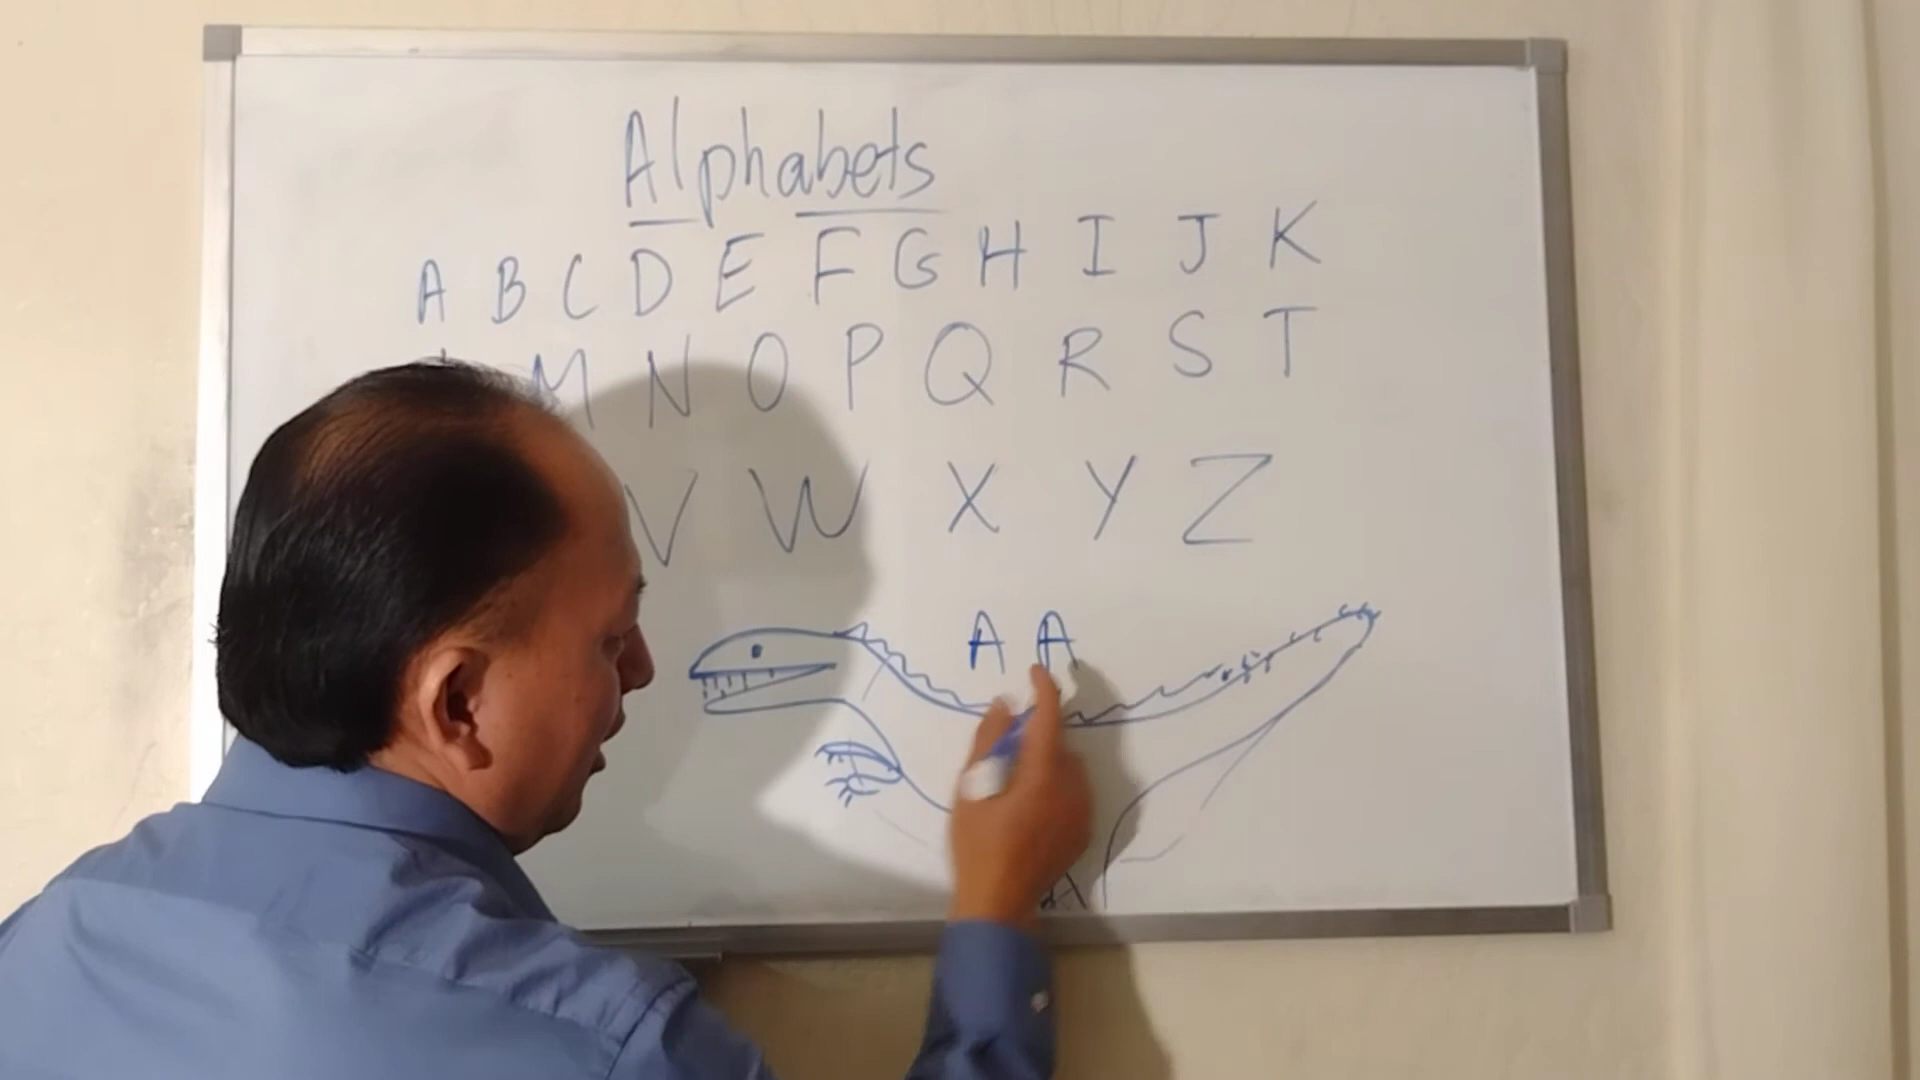 Alphabets
A B C D E F G H I J K
M N O P Q R S T
V W X Y Z
A A
A